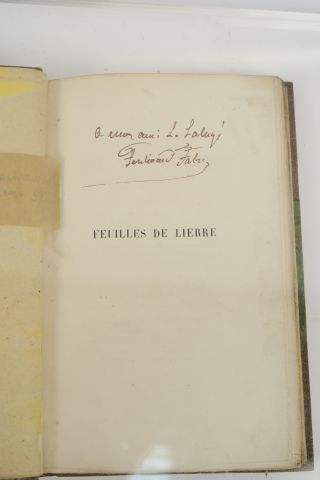 a mon ami L.
Ferdinand Fabre
FEUILLES DE LIERRE